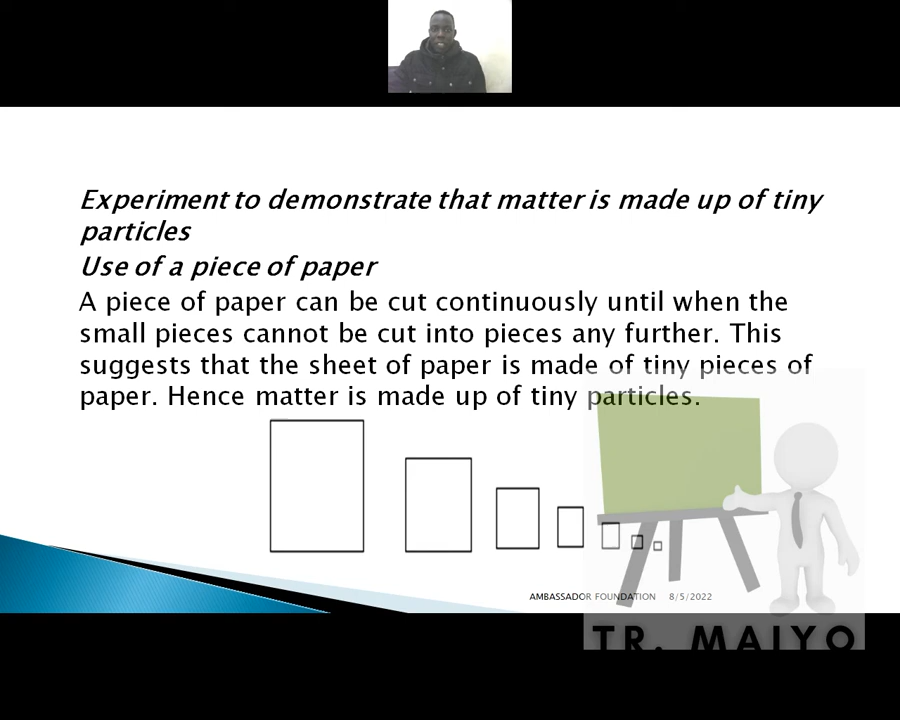 Experiment to demonstrate that matter is made up of tiny
particles
Use of a piece of paper
A piece of paper can be cut continuously until when the
small pieces cannot be cut into pieces any further. This
suggests that the sheet of paper is made of tiny pieces of
paper. Hence matter is made up of tiny particles.
AMBASSADOR FOUNDATION 8/5/2022
TR. MAIYO